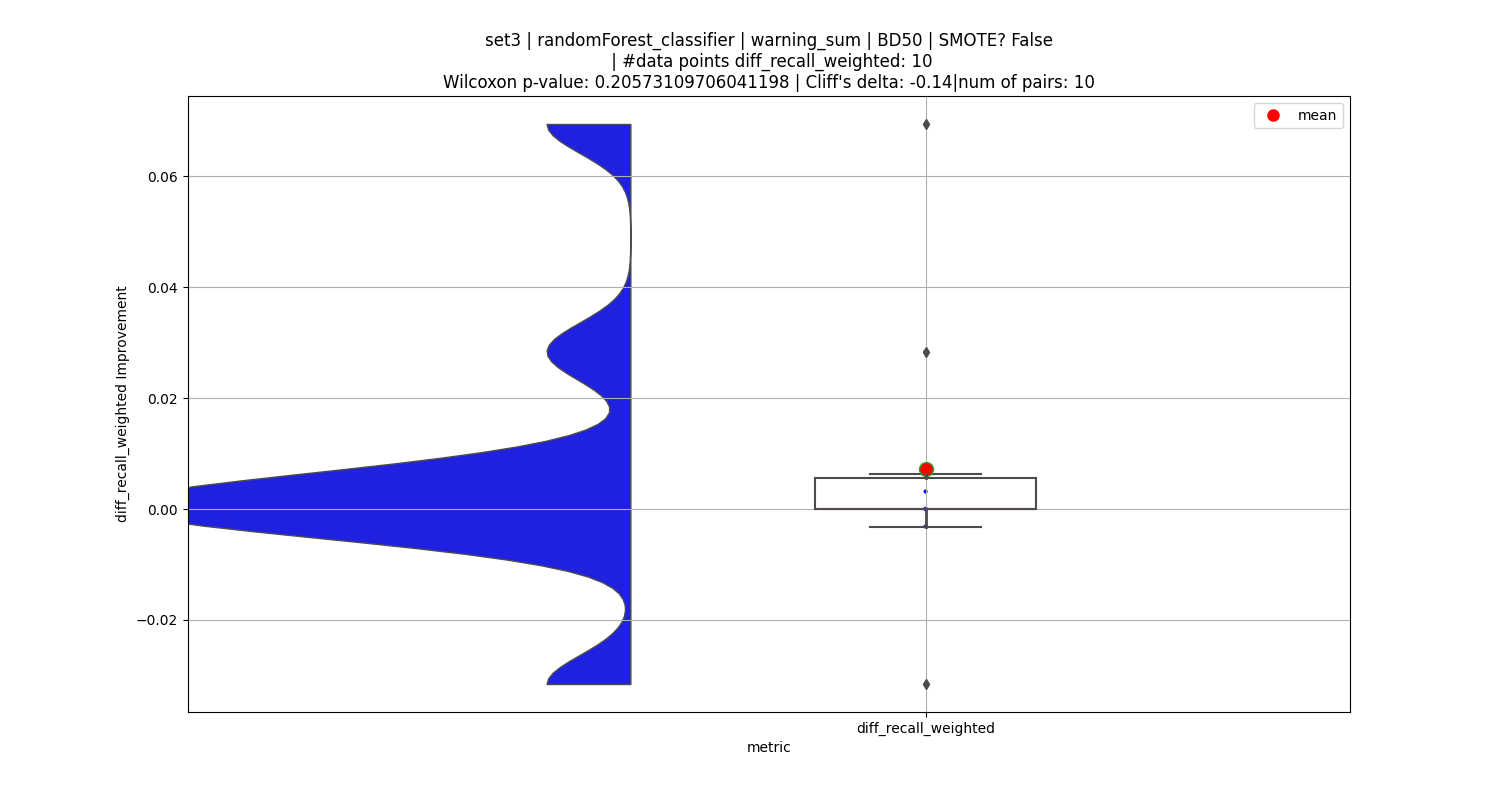 set3 | randomForest_classifier | warning_sum | BD50 | SMOTE? False
| #data points diff_recall_weighted: 10
Wilcoxon p-value: 0.20573109706041198 | Cliff's delta: -0.14|num of pairs: 10
mean
0.06
0.04
0.02
0.00
−0.02
diff_recall_weighted Improvement
diff_recall_weighted
metric